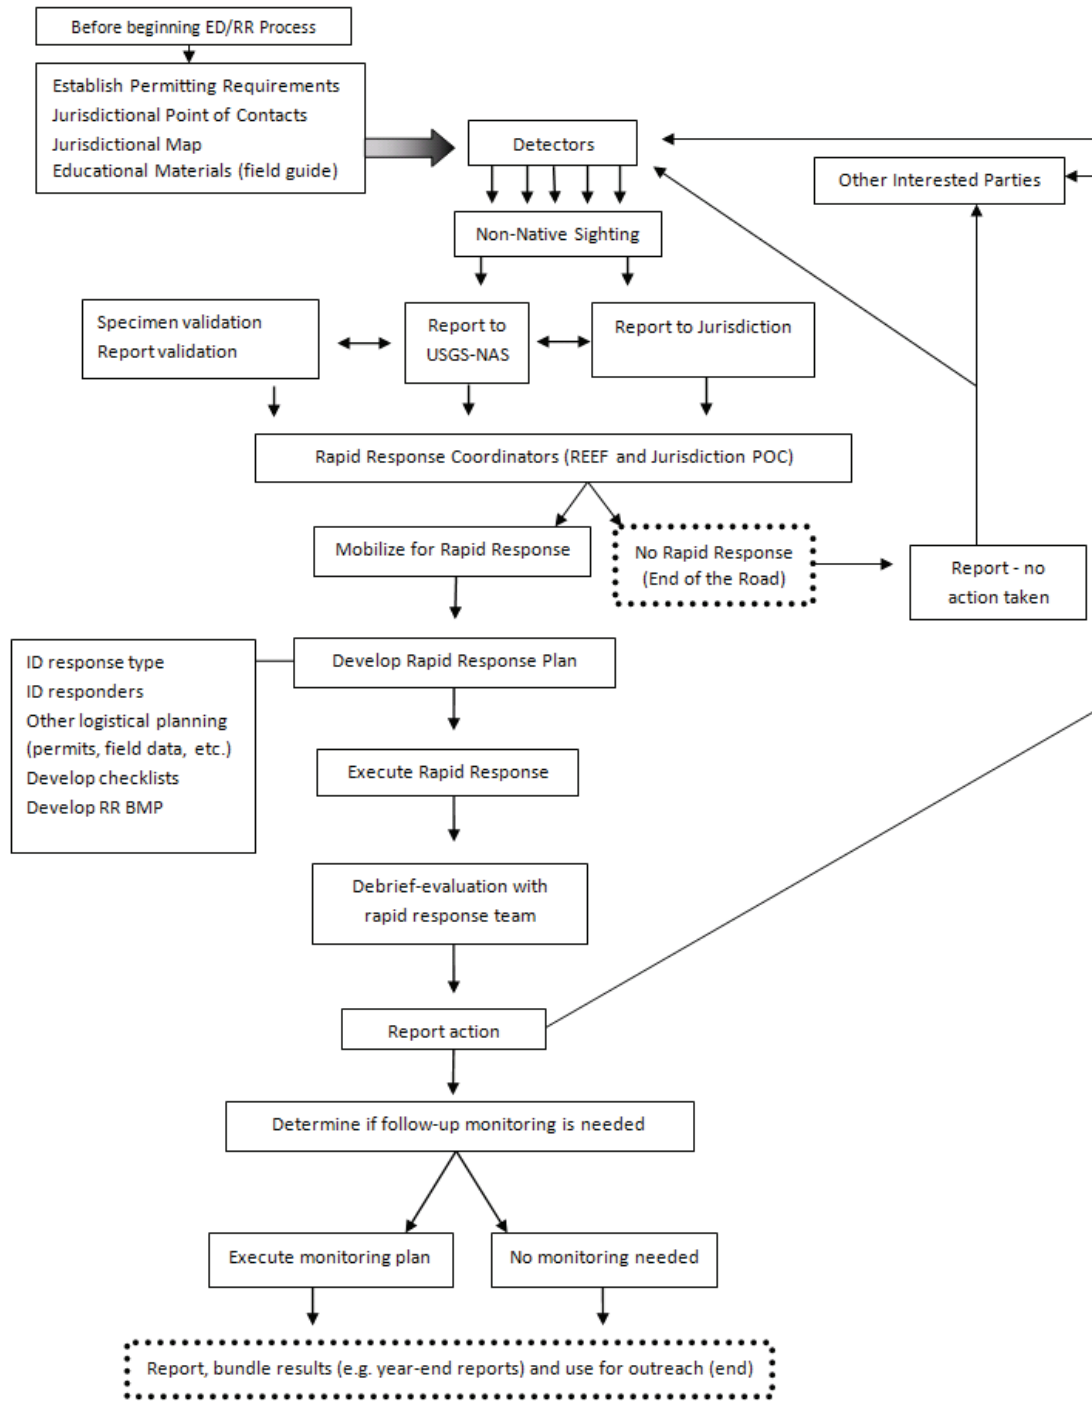 Before beginning ED/RR Process
Establish Permitting Requirements
Jurisdictional Point of Contacts
Jurisdictional Map
Educational Materials (field guide)
Detectors
Other Interested Parties
Non-Native Sighting
Specimen validation
Report validation
Report to
USGS-NAS
Report to Jurisdiction
Rapid Response Coordinators (REEF and Jurisdiction POC)
Mobilize for Rapid Response
No Rapid Response
(End of the Road)
Report - no
action taken
ID response type
ID responders
Other logistical planning
(permits, field data, etc.)
Develop checklists
Develop RR BMP
Develop Rapid Response Plan
Execute Rapid Response
Debrief-evaluation with
rapid response team
Report action
Determine if follow-up monitoring is needed
Execute monitoring plan
No monitoring needed
Report, bundle results (e.g. year-end reports) and use for outreach (end)